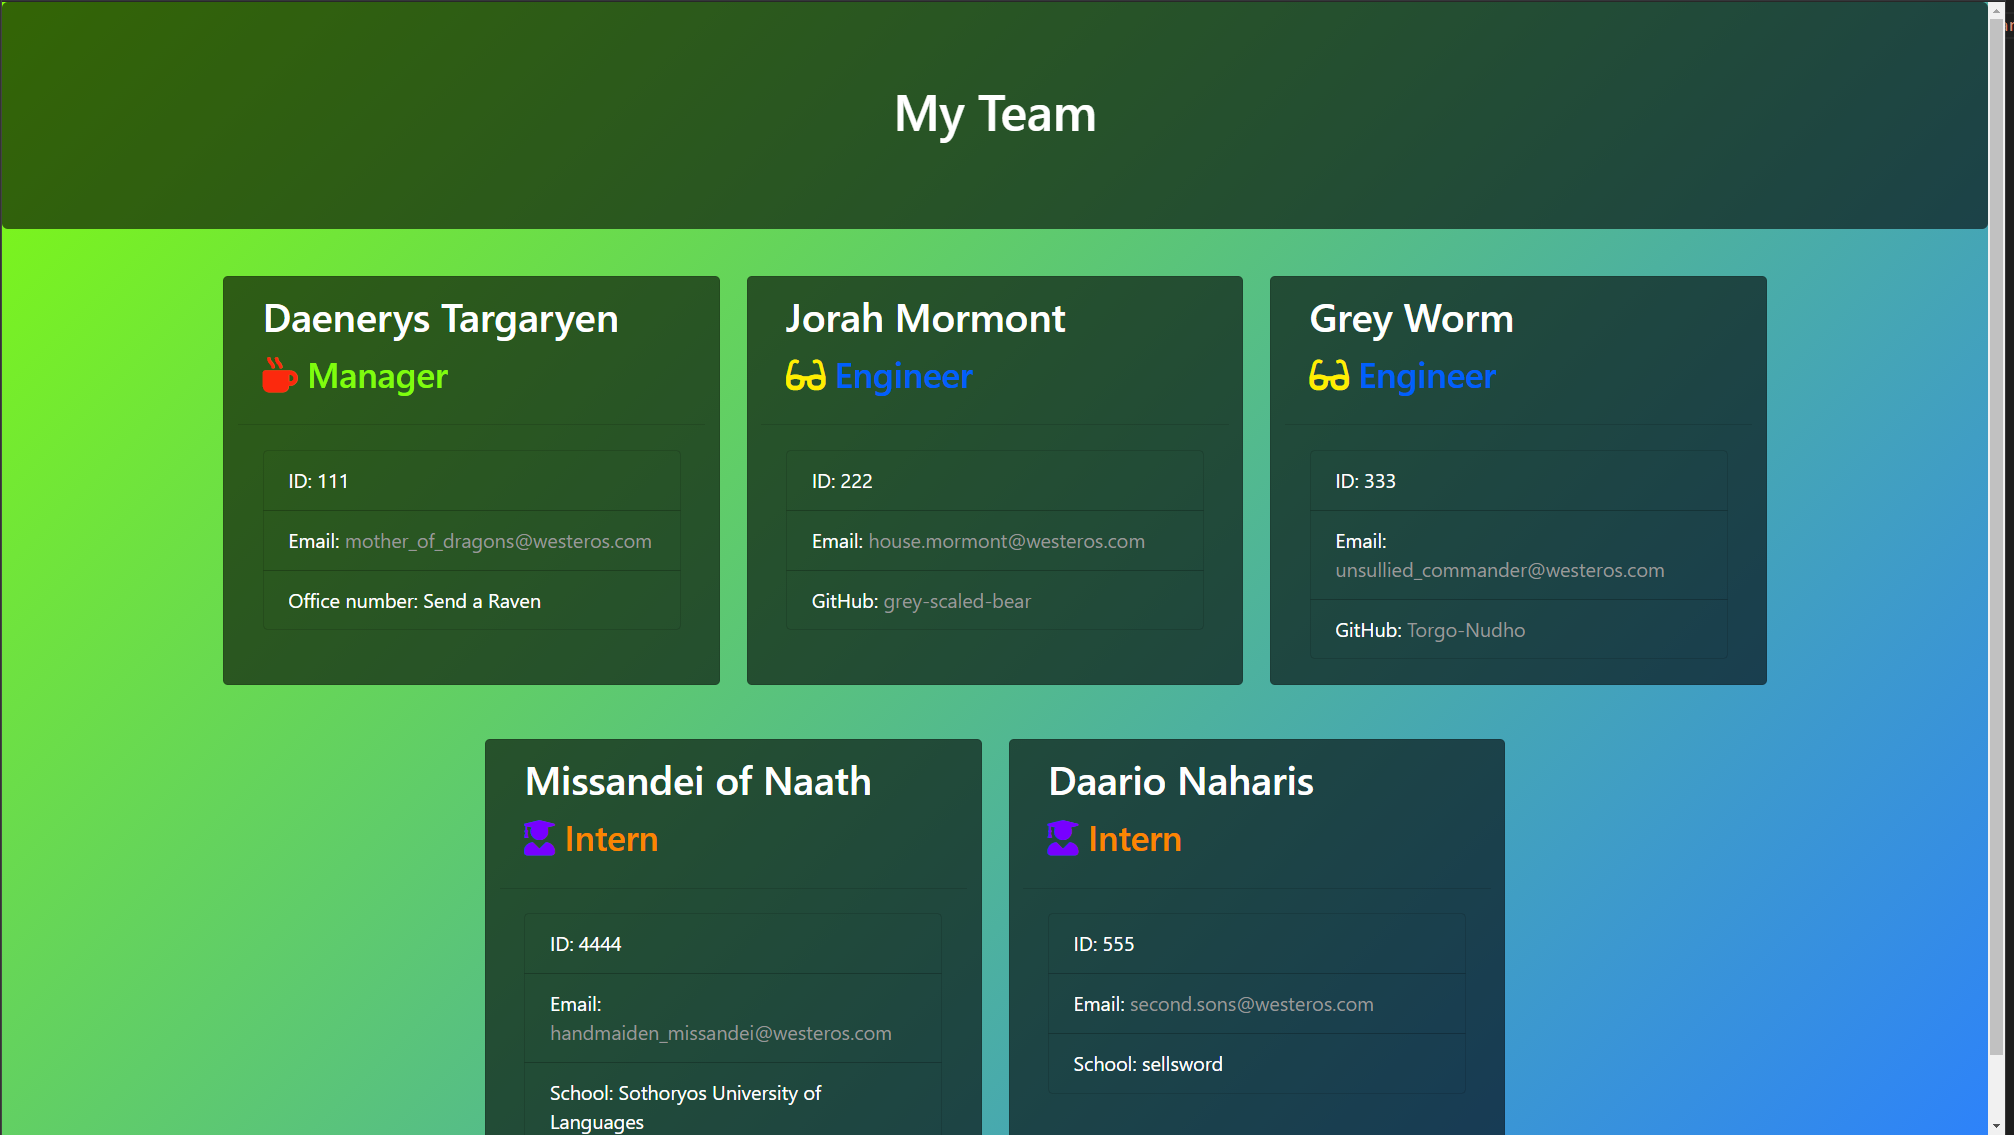 My Team
Daenerys Targaryen
Manager
ID: 111
Email: mother_of_dragons@westeros.com
Office number: Send a Raven
Jorah Mormont
Engineer
ID: 222
Email: house.mormont@westeros.com
GitHub: grey-scaled-bear
Grey Worm
Engineer
ID: 333
Email:
unsullied_commander@westeros.com
GitHub: Torgo-Nudho
Missandei of Naath
Intern
ID: 4444
Email:
handmaiden_missandei@westeros.com
School: Sothoryos University of
Languages
Daario Naharis
Intern
ID: 555
Email: second.sons@westeros.com
School: sellsword